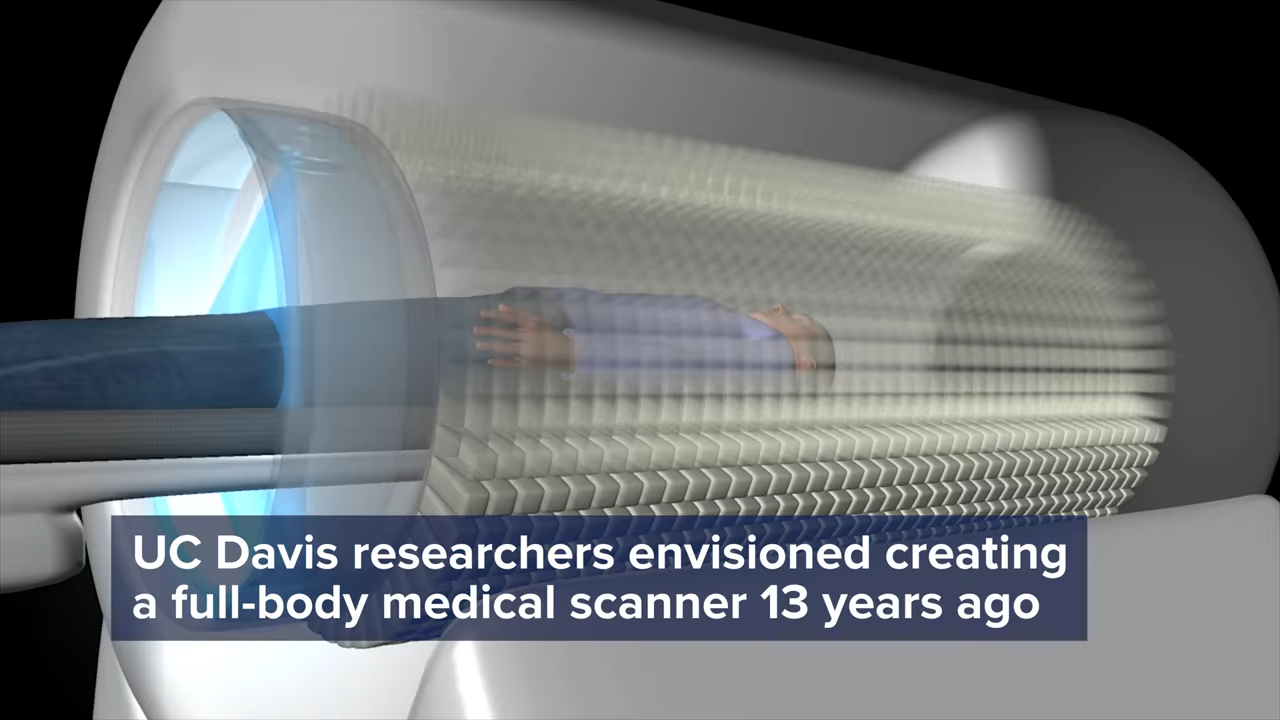 UC Davis researchers envisioned creating
a full-body medical scanner 13 years ago